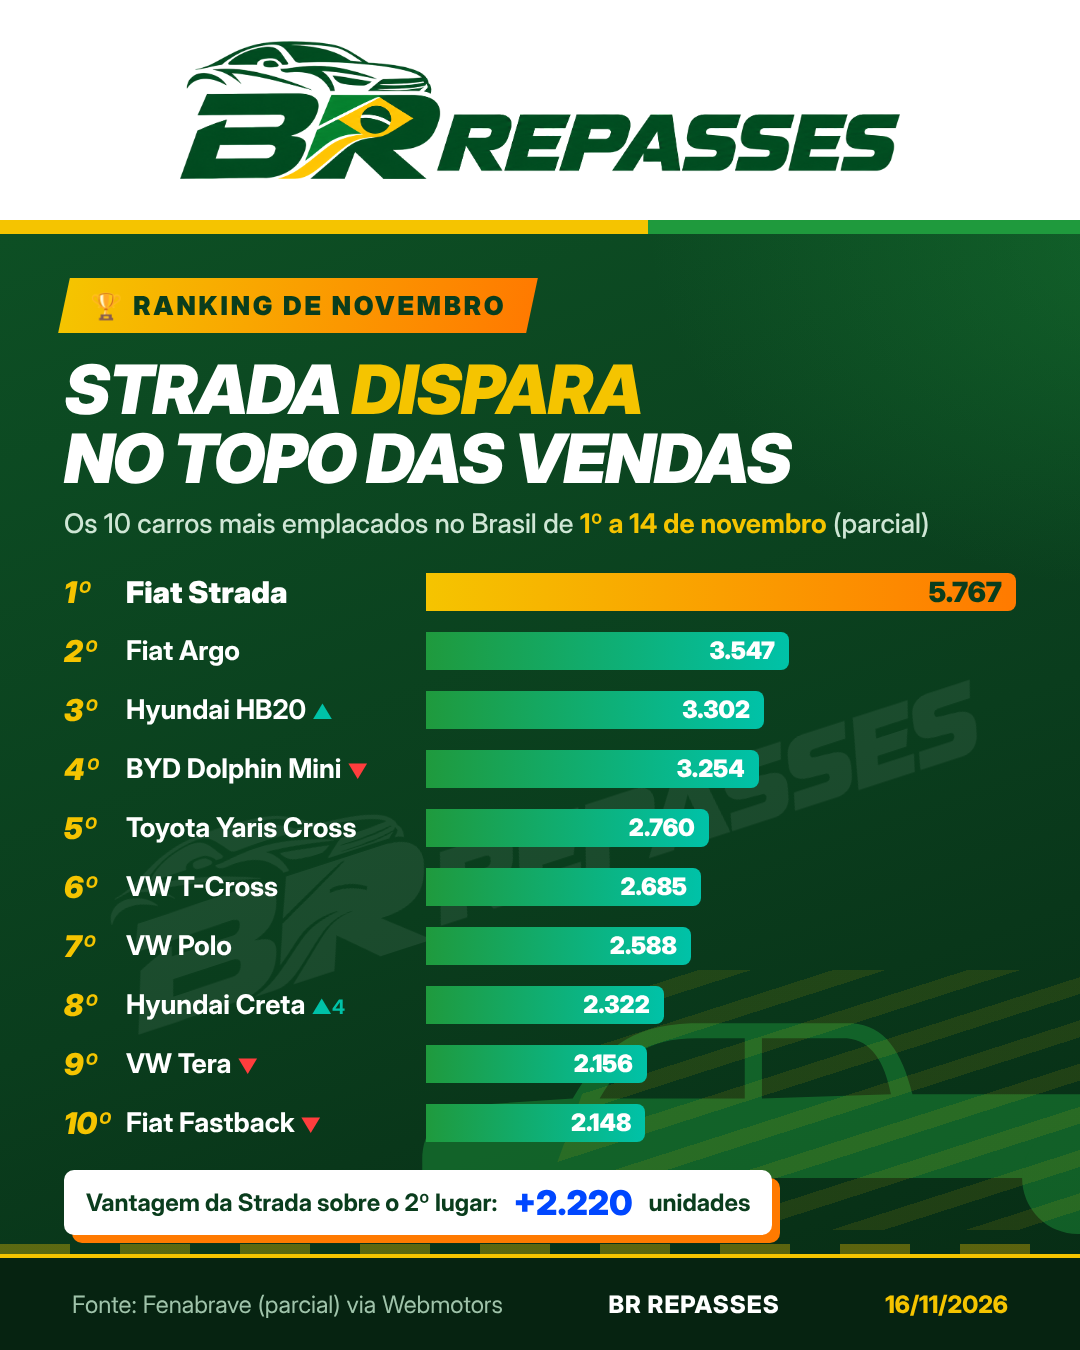 BR REPASSES
🏆 RANKING DE NOVEMBRO
STRADA DISPARA
NO TOPO DAS VENDAS
Os 10 carros mais emplacados no Brasil de 1º a 14 de novembro (parcial)
1º Fiat Strada 5.767
2º Fiat Argo 3.547
3º Hyundai HB20 ▲ 3.302
4º BYD Dolphin Mini ▼ 3.254
5º Toyota Yaris Cross 2.760
6º VW T-Cross 2.685
7º VW Polo 2.588
8º Hyundai Creta ▲4 2.322
9º VW Tera ▼ 2.156
10º Fiat Fastback ▼ 2.148
BR REPASSES
Vantagem da Strada sobre o 2º lugar: +2.220 unidades
Fonte: Fenabrave (parcial) via Webmotors BR REPASSES 16/11/2026